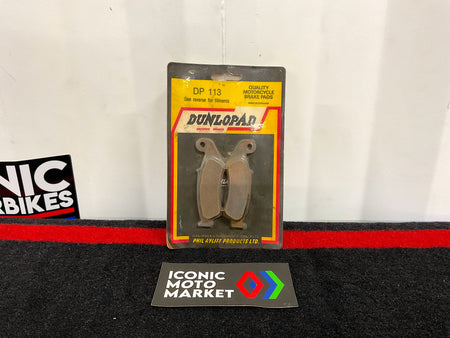 DP 113
See reverse for fitments
QUALITY
MOTORCYCLE
BRAKE PADS
DUNLOPAD
PHIL AYLIFF PRODUCTS LTD.
NIC
RBIKES
ICONIC
MOTO
MARKET